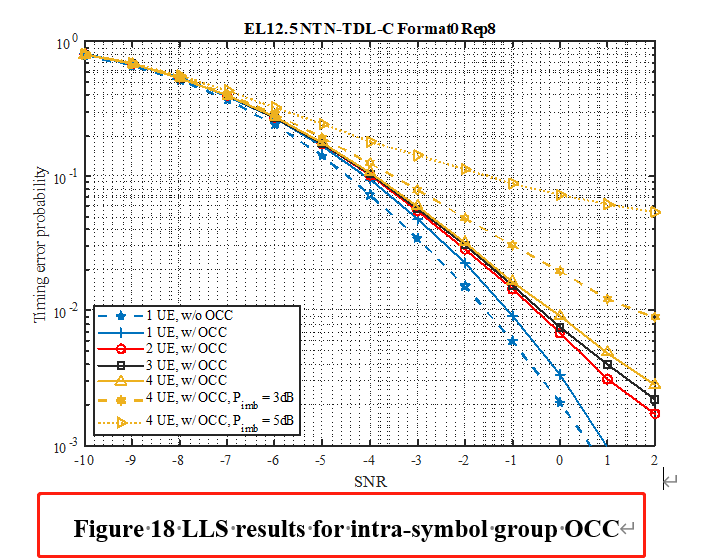 EL12.5 NTN-TDL-C Format0 Rep8
10^0
10^-1
10^-2
10^-3
Timing error probability
1 UE, w/o OCC
1 UE, w/ OCC
2 UE, w/ OCC
3 UE, w/ OCC
4 UE, w/ OCC
4 UE, w/ OCC, P_imb = 3dB
4 UE, w/ OCC, P_imb = 5dB
-10 -9 -8 -7 -6 -5 -4 -3 -2 -1 0 1 2
SNR
Figure 18 LLS results for intra-symbol group OCC